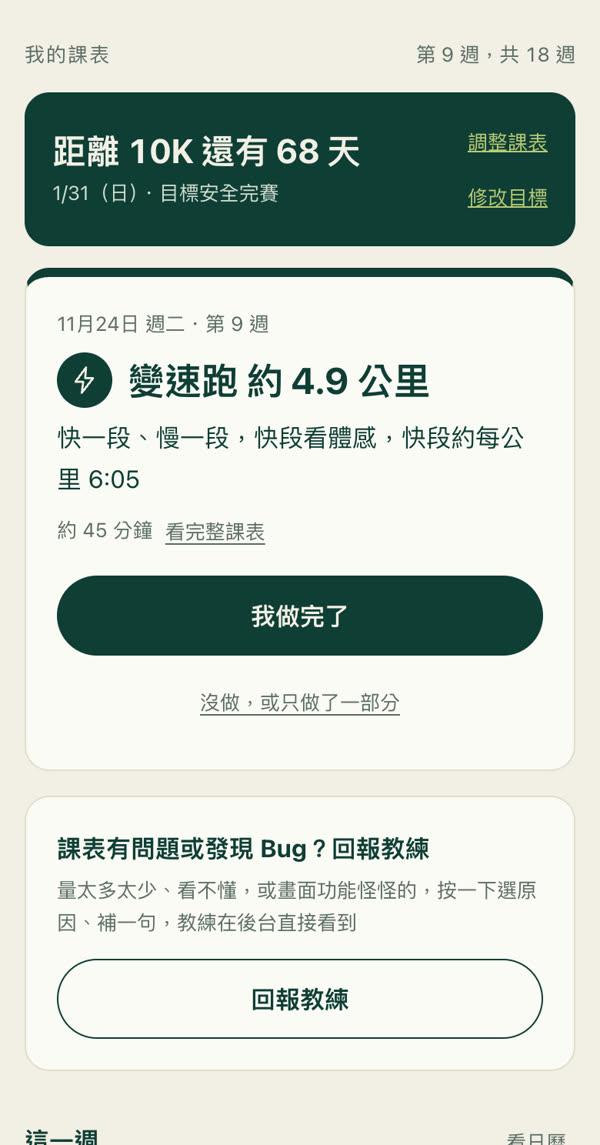 我的課表
第 9 週，共 18 週
距離 10K 還有 68 天
1/31（日）· 目標安全完賽
調整課表
修改目標
11月24日 週二 · 第 9 週
變速跑 約 4.9 公里
快一段、慢一段，快段看體感，快段約每公
里 6:05
約 45 分鐘 看完整課表
我做完了
沒做，或只做了一部分
課表有問題或發現 Bug？回報教練
量太多太少、看不懂，或畫面功能怪怪的，按一下選原
因、補一句，教練在後台直接看到
回報教練
這一週
看日曆